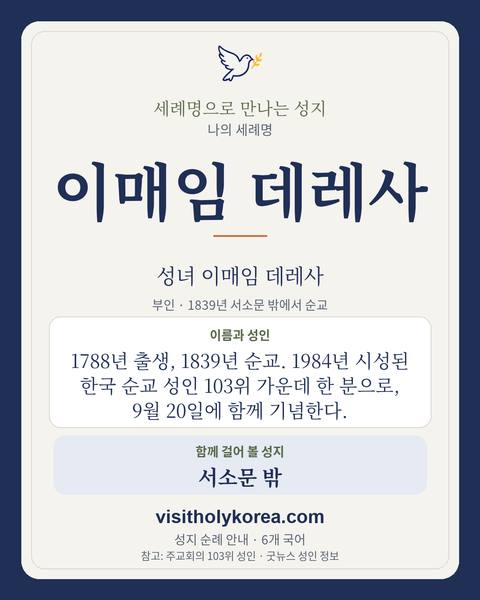 세례명으로 만나는 성지
나의 세례명
이매임 데레사
성녀 이매임 데레사
부인 · 1839년 서소문 밖에서 순교
이름과 성인
1788년 출생, 1839년 순교. 1984년 시성된
한국 순교 성인 103위 가운데 한 분으로,
9월 20일에 함께 기념한다.
함께 걸어 볼 성지
서소문 밖
visitholykorea.com
성지 순례 안내 · 6개 국어
참고: 주교회의 103위 성인 · 굿뉴스 성인 정보